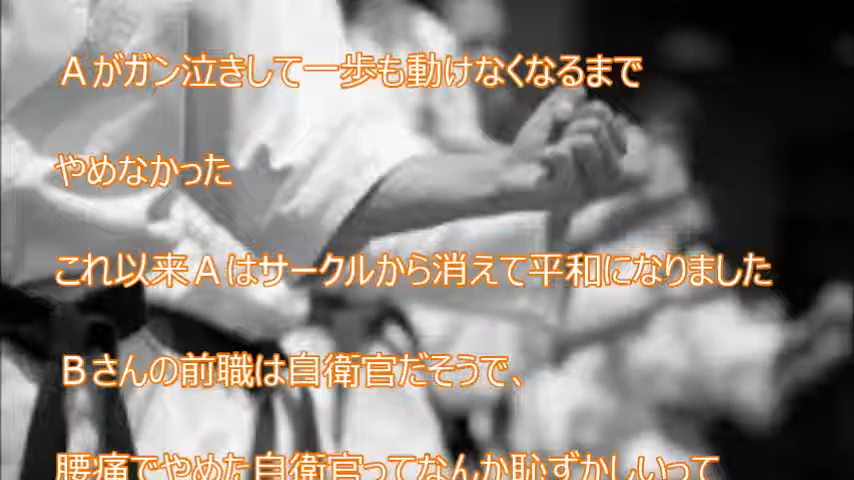 Ａがガン泣きして一歩も動けなくなるまで
やめなかった
これ以来Ａはサークルから消えて平和になりました
Ｂさんの前職は自衛官だそうで、
腰痛でやめた自衛官ってなんか恥ずかしいって